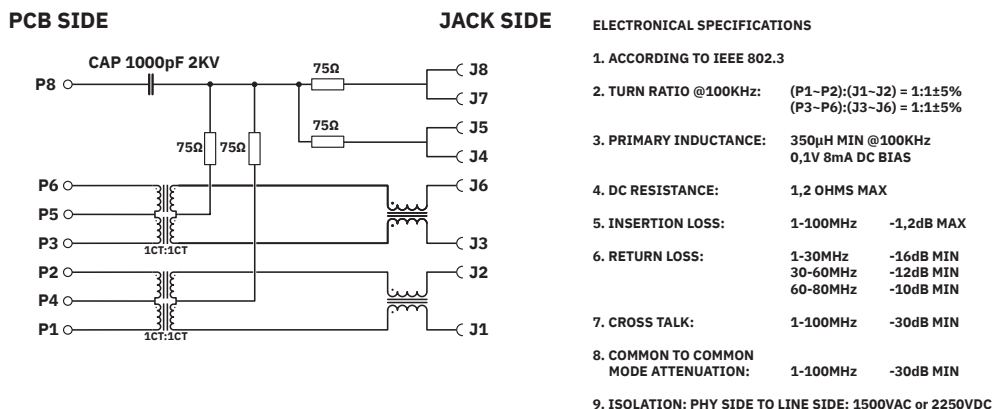 PCB SIDE
JACK SIDE
CAP 1000pF 2KV
P8
75Ω
J8
J7
75Ω
J5
J4
75Ω 75Ω
P6
J6
P5
P3
J3
1CT:1CT
P2
J2
P4
P1
J1
1CT:1CT
ELECTRONICAL SPECIFICATIONS
1. ACCORDING TO IEEE 802.3
2. TURN RATIO @100KHz: (P1~P2):(J1~J2) = 1:1±5%
(P3~P6):(J3~J6) = 1:1±5%
3. PRIMARY INDUCTANCE: 350µH MIN @100KHz
0,1V 8mA DC BIAS
4. DC RESISTANCE: 1,2 OHMS MAX
5. INSERTION LOSS: 1-100MHz -1,2dB MAX
6. RETURN LOSS: 1-30MHz -16dB MIN
30-60MHz -12dB MIN
60-80MHz -10dB MIN
7. CROSS TALK: 1-100MHz -30dB MIN
8. COMMON TO COMMON
MODE ATTENUATION: 1-100MHz -30dB MIN
9. ISOLATION: PHY SIDE TO LINE SIDE: 1500VAC or 2250VDC